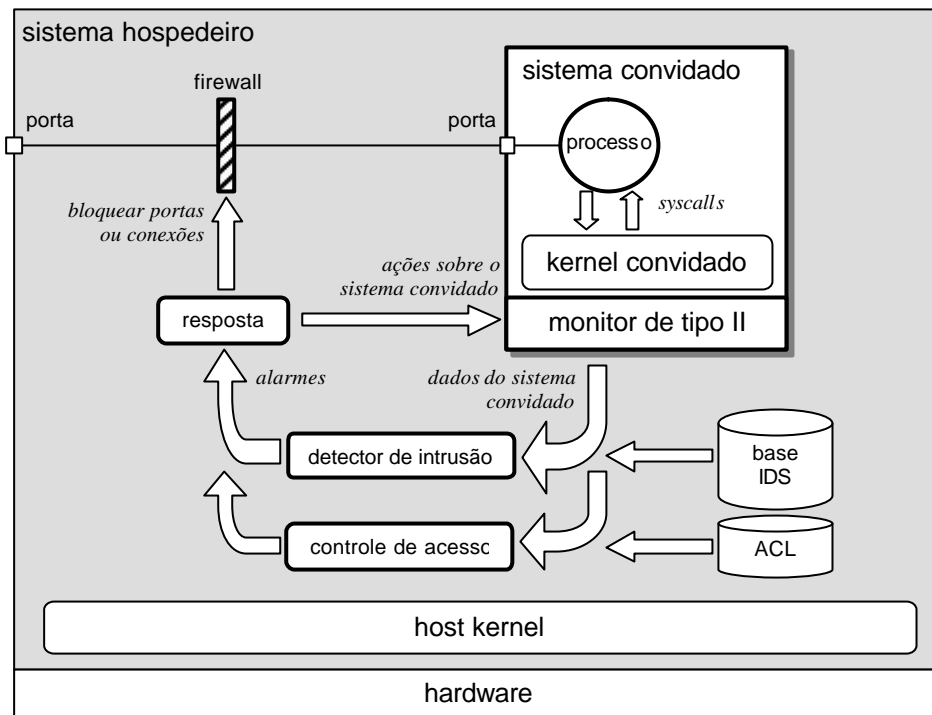 sistema hospedeiro
sistema convidado
firewall
porta
porta
processo
bloquear portas
ou conexões
syscalls
kernel convidado
ações sobre o
sistema convidado
resposta
monitor de tipo II
alarmes
dados do sistema
convidado
detector de intrusão
base
IDS
controle de acesso
ACL
host kernel
hardware